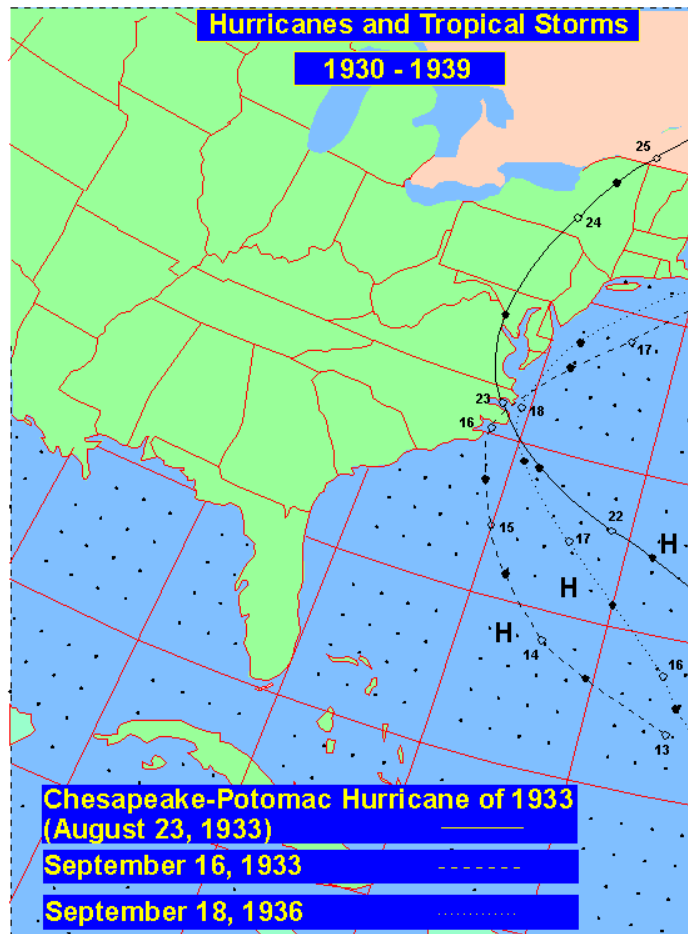 Hurricanes and Tropical Storms
1930 - 1939
25
24
17
23
18
16
15
22
17
H
H
H
14
16
13
Chesapeake-Potomac Hurricane of 1933
(August 23, 1933)
September 16, 1933
September 18, 1936